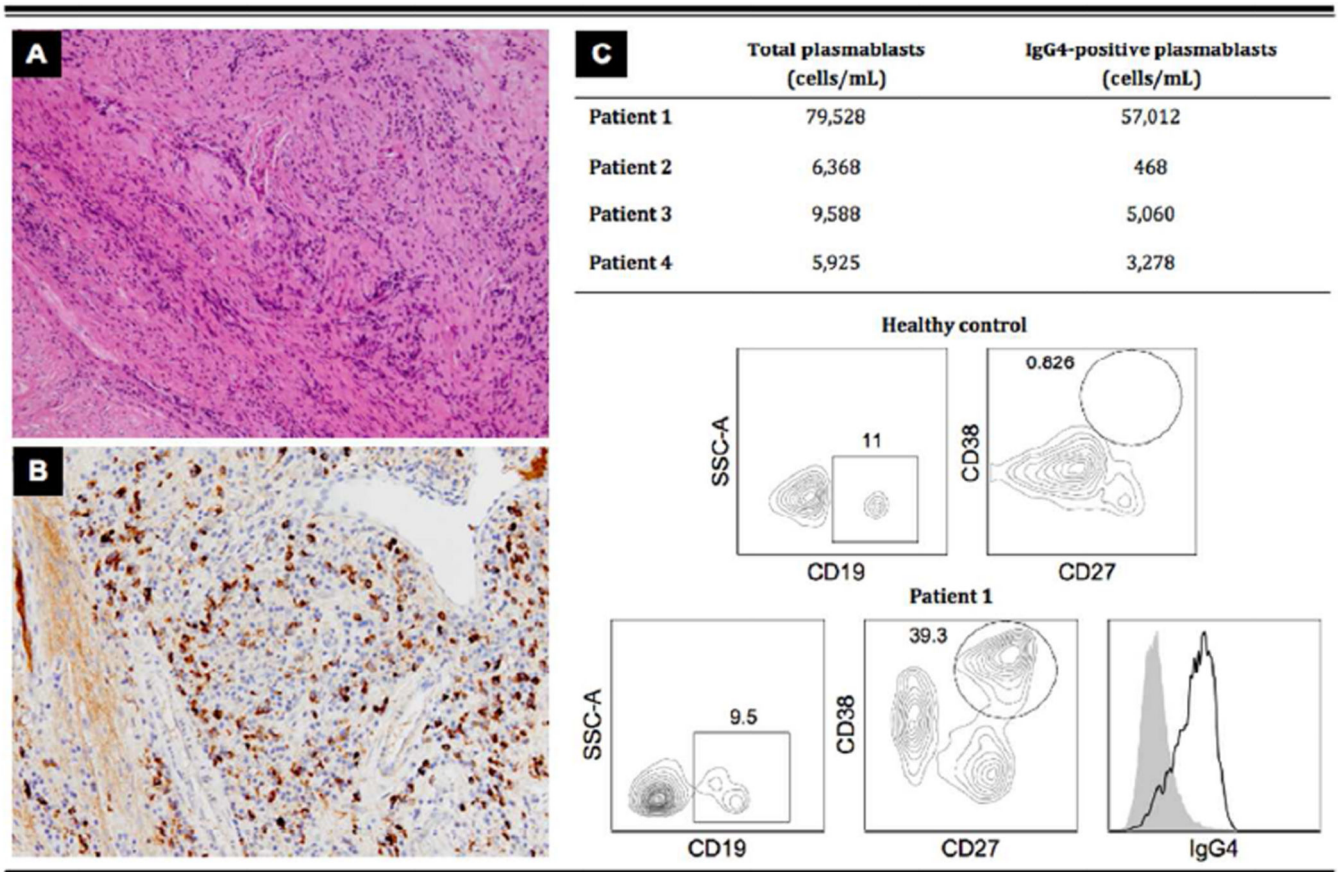 A
B
C
Total plasmablasts IgG4-positive plasmablasts
(cells/mL) (cells/mL)
Patient 1 79,528 57,012
Patient 2 6,368 468
Patient 3 9,588 5,060
Patient 4 5,925 3,278
Healthy control
SSC-A
11
CD19
CD38
0.826
CD27
Patient 1
SSC-A
9.5
CD19
CD38
39.3
CD27
IgG4